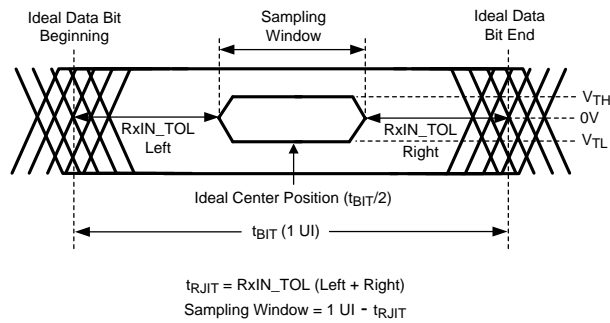 Ideal Data Bit
Beginning
Sampling
Window
Ideal Data
Bit End
V_TH
0V
V_TL
RxIN_TOL
Left
RxIN_TOL
Right
Ideal Center Position (t_BIT/2)
t_BIT (1 UI)
t_RJIT = RxIN_TOL (Left + Right)
Sampling Window = 1 UI - t_RJIT